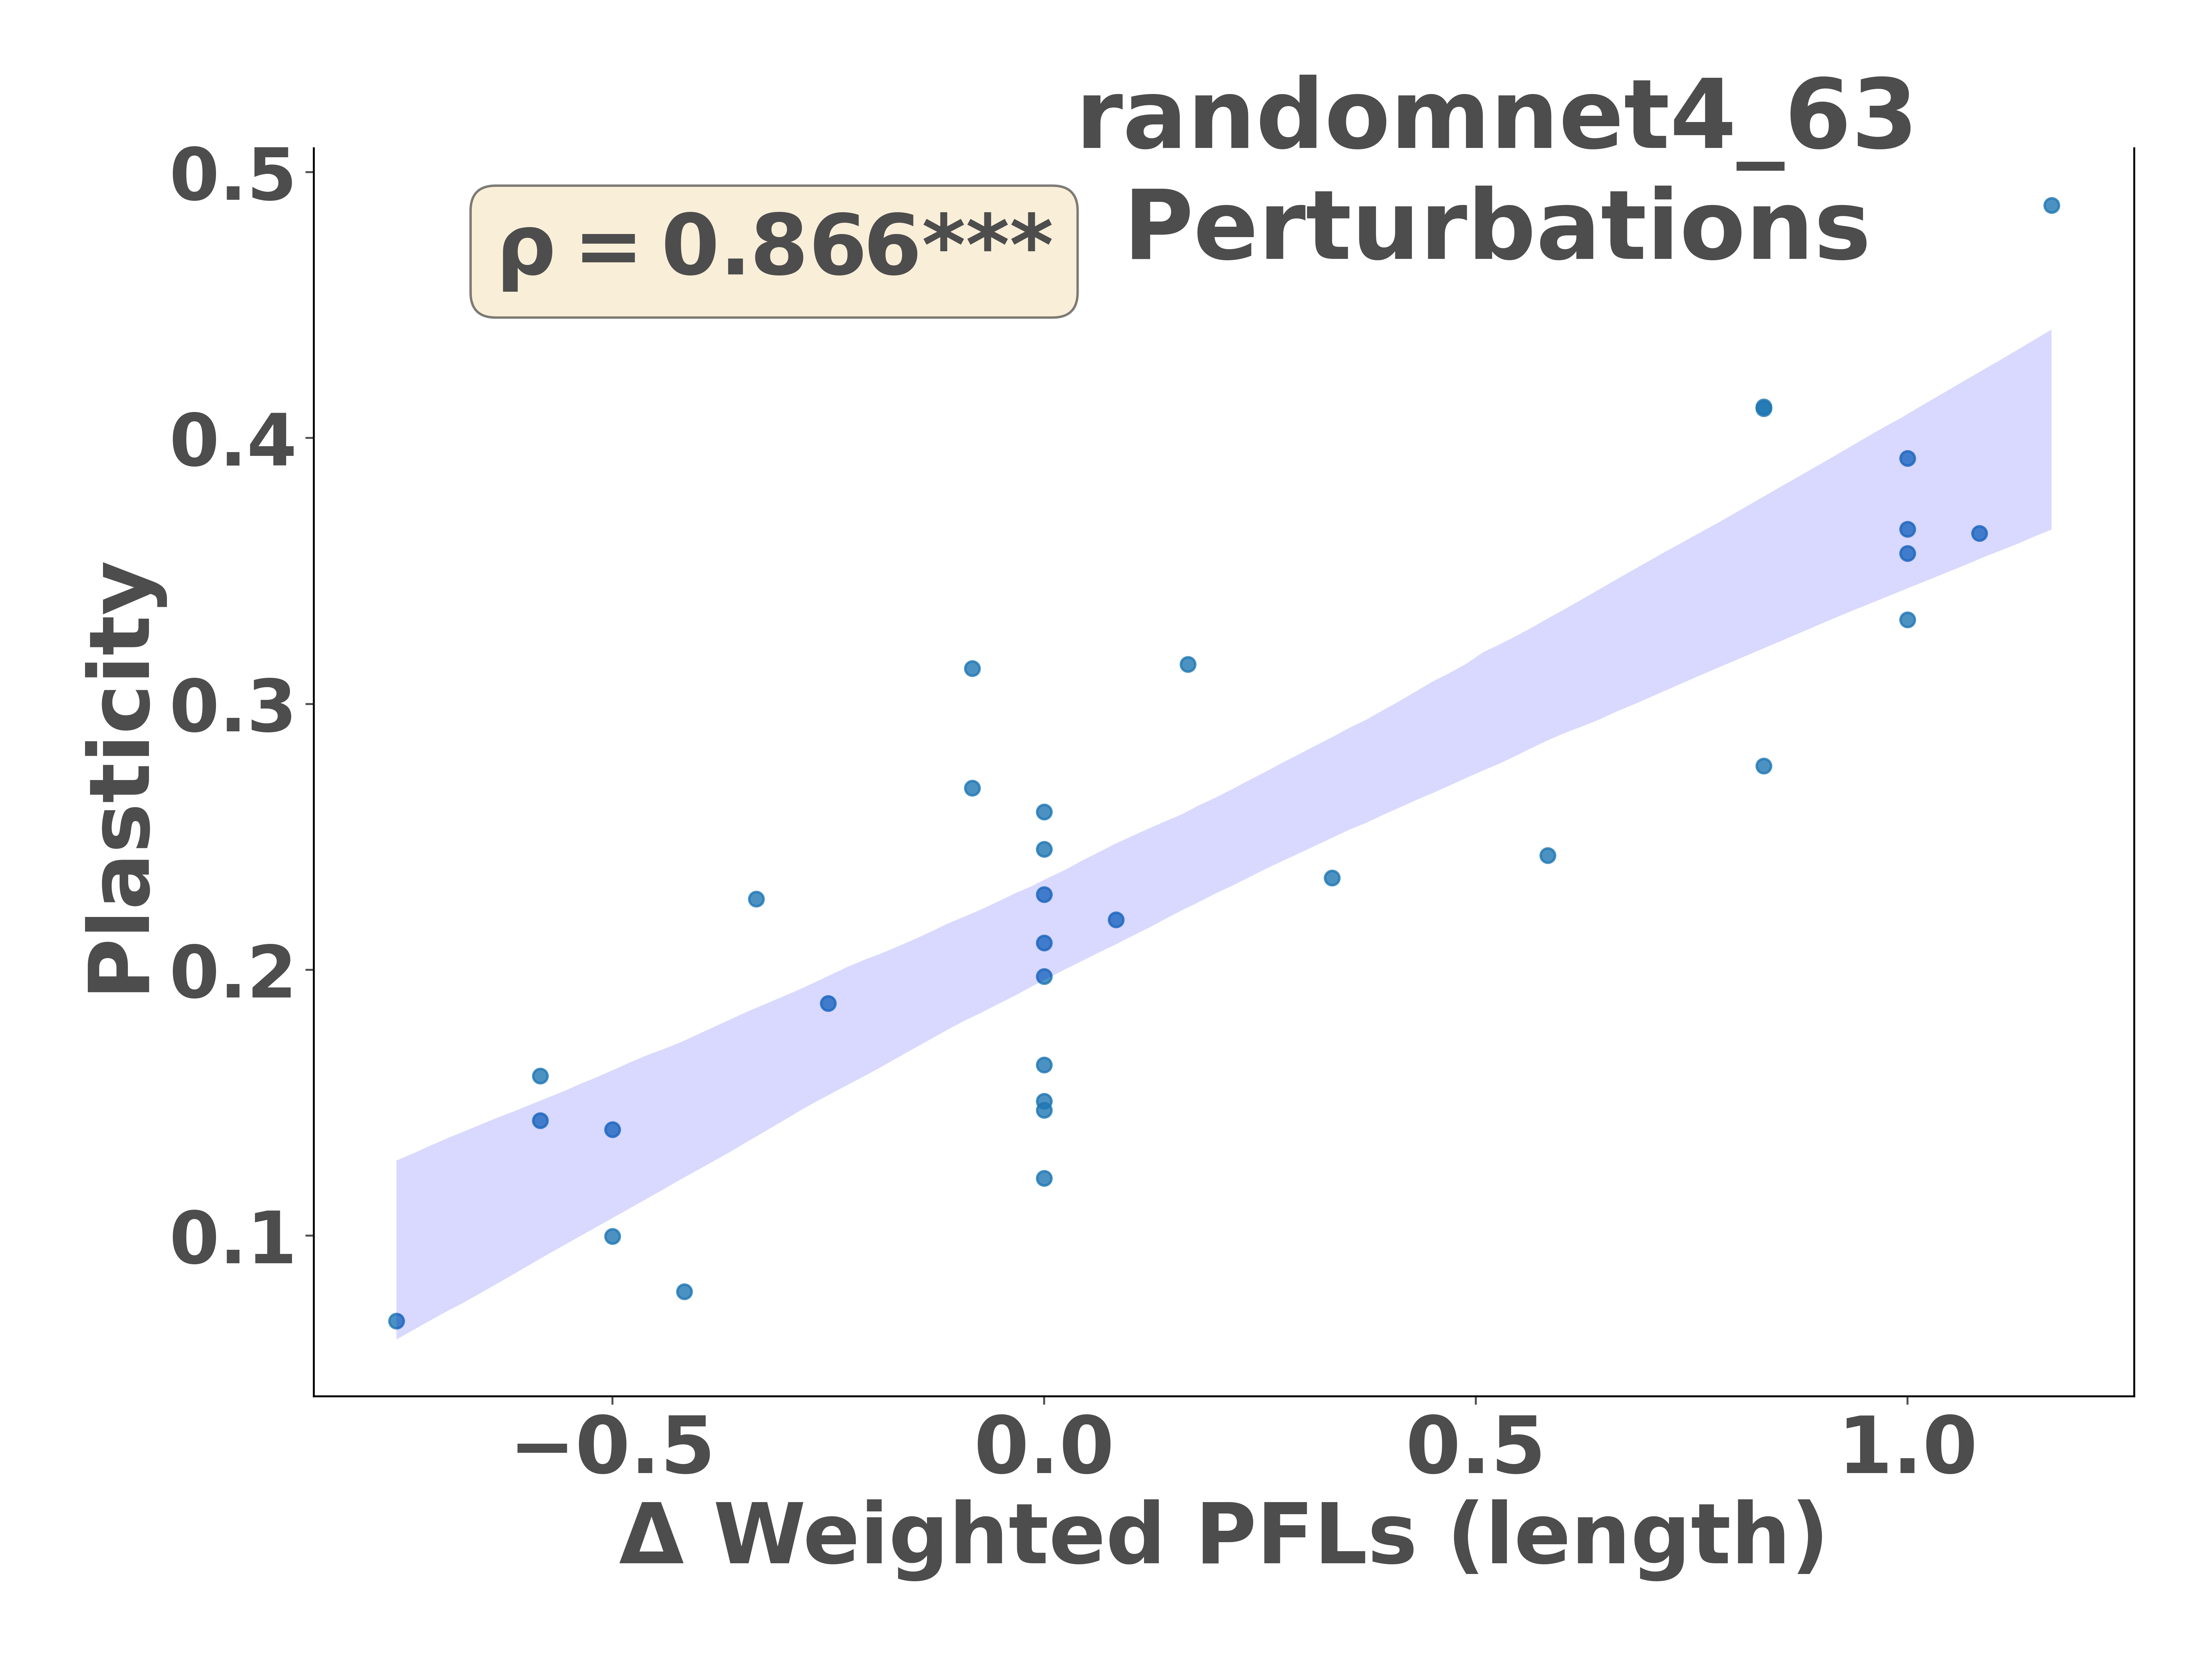 randomnet4_63
Perturbations
ρ = 0.866***
Plasticity
0.5
0.4
0.3
0.2
0.1
−0.5 0.0 0.5 1.0
Δ Weighted PFLs (length)